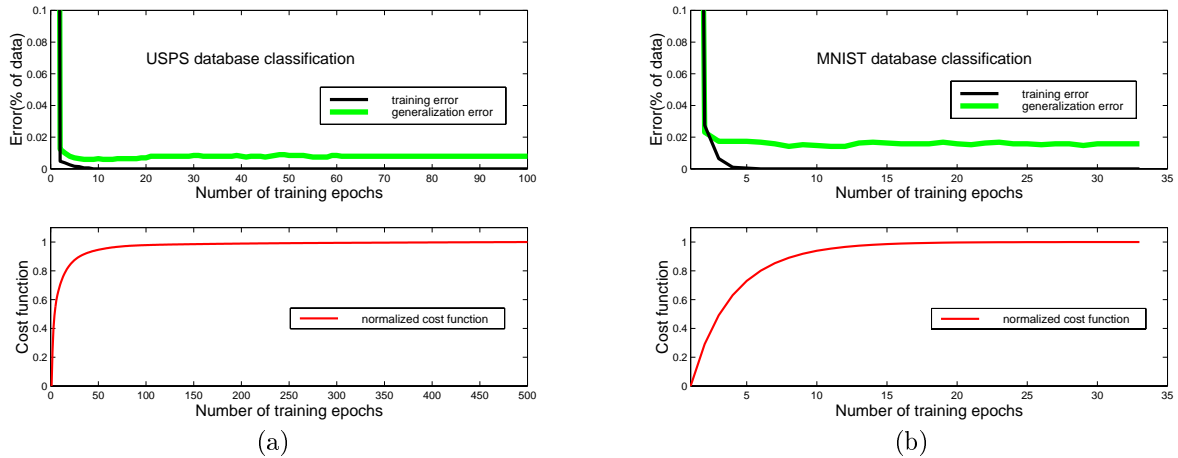 0.1
0.08
0.06
0.04
0.02
0
Error(% of data)
USPS database classification
training error
generalization error
0 10 20 30 40 50 60 70 80 90 100
Number of training epochs
1
0.8
0.6
0.4
0.2
0
Cost function
normalized cost function
0 50 100 150 200 250 300 350 400 450 500
Number of training epochs
(a)
0.1
0.08
0.06
0.04
0.02
0
Error(% of data)
MNIST database classification
training error
generalization error
5 10 15 20 25 30 35
Number of training epochs
1
0.8
0.6
0.4
0.2
0
Cost function
normalized cost function
5 10 15 20 25 30 35
Number of training epochs
(b)